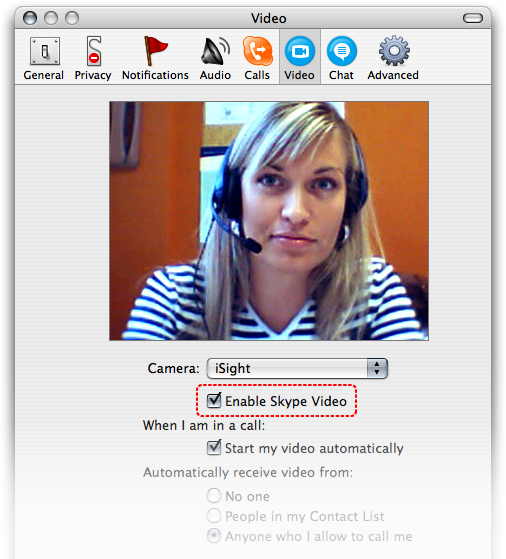 Video
General Privacy Notifications Audio Calls Video Chat Advanced
Camera: iSight
Enable Skype Video
When I am in a call:
Start my video automatically
Automatically receive video from:
No one
People in my Contact List
Anyone who I allow to call me